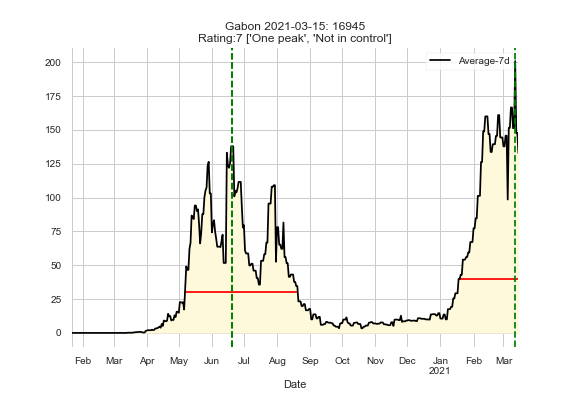 Gabon 2021-03-15: 16945
Rating:7 ['One peak', 'Not in control']
Average-7d
200
175
150
125
100
75
50
25
0
Feb Mar Apr May Jun Jul Aug Sep Oct Nov Dec Jan Feb Mar
2021
Date